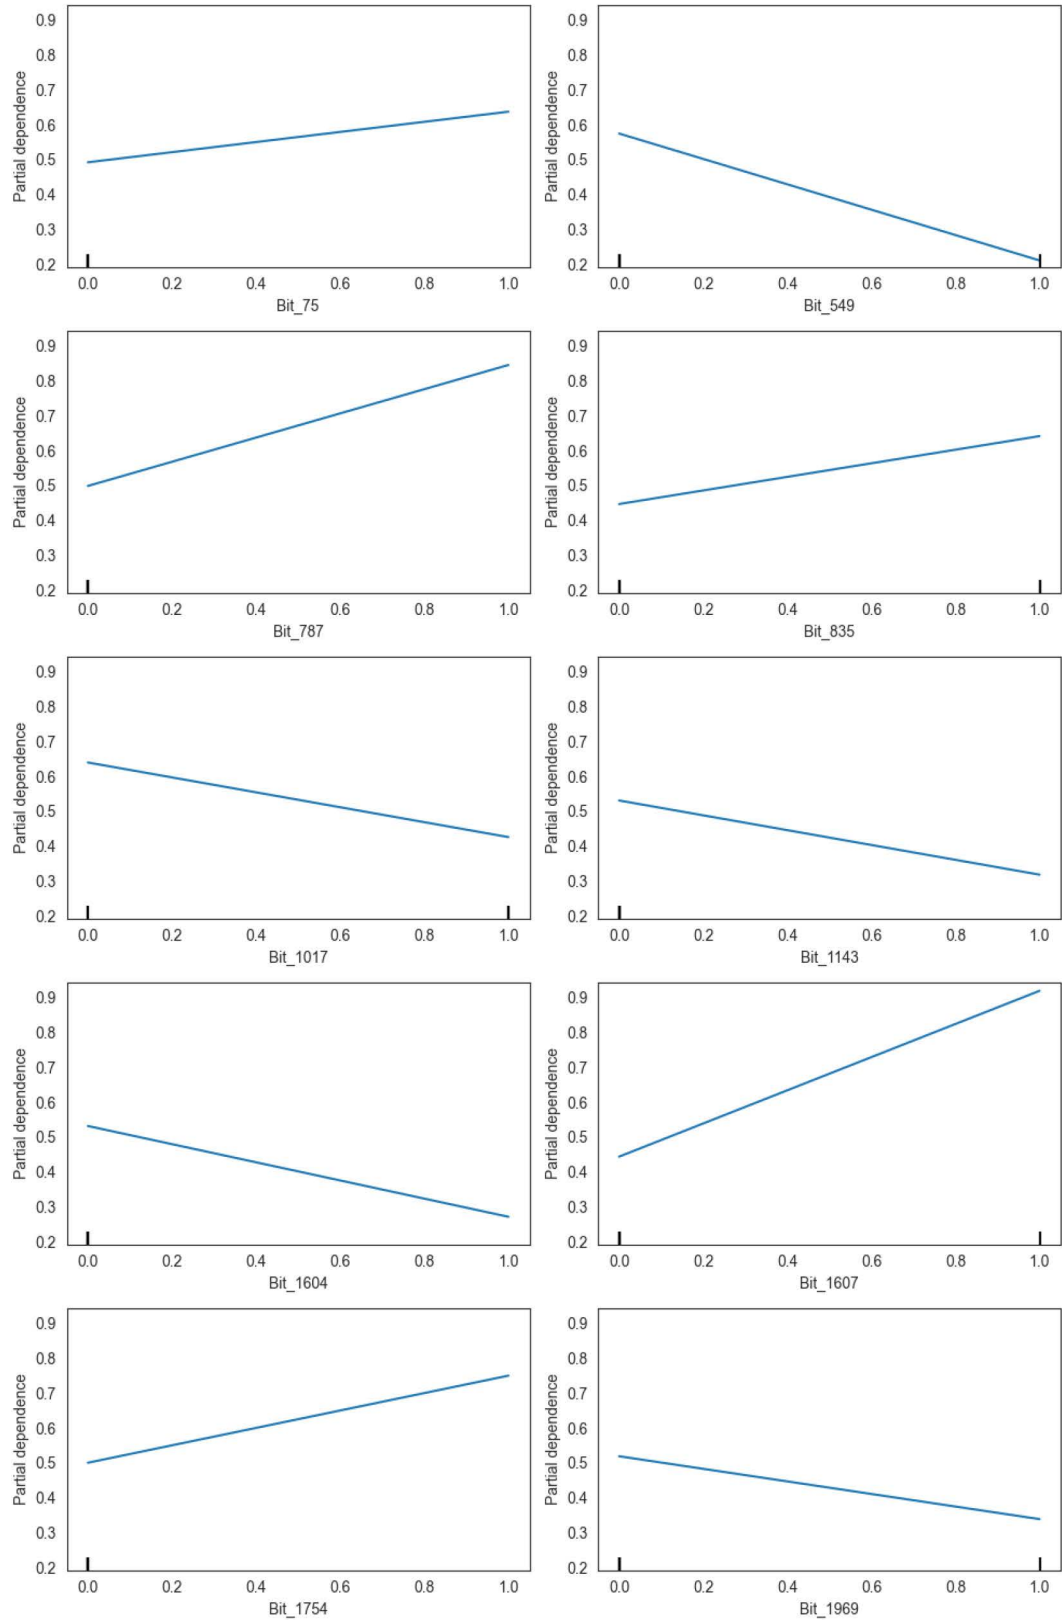 0.9 0.9
0.8 0.8
0.7 0.7
0.6 0.6
0.5 0.5
0.4 0.4
0.3 0.3
0.2 0.2
Partial dependence Partial dependence
0.0 0.2 0.4 0.6 0.8 1.0 0.0 0.2 0.4 0.6 0.8 1.0
Bit_75 Bit_549
0.9 0.9
0.8 0.8
0.7 0.7
0.6 0.6
0.5 0.5
0.4 0.4
0.3 0.3
0.2 0.2
Partial dependence Partial dependence
0.0 0.2 0.4 0.6 0.8 1.0 0.0 0.2 0.4 0.6 0.8 1.0
Bit_787 Bit_835
0.9 0.9
0.8 0.8
0.7 0.7
0.6 0.6
0.5 0.5
0.4 0.4
0.3 0.3
0.2 0.2
Partial dependence Partial dependence
0.0 0.2 0.4 0.6 0.8 1.0 0.0 0.2 0.4 0.6 0.8 1.0
Bit_1017 Bit_1143
0.9 0.9
0.8 0.8
0.7 0.7
0.6 0.6
0.5 0.5
0.4 0.4
0.3 0.3
0.2 0.2
Partial dependence Partial dependence
0.0 0.2 0.4 0.6 0.8 1.0 0.0 0.2 0.4 0.6 0.8 1.0
Bit_1604 Bit_1607
0.9 0.9
0.8 0.8
0.7 0.7
0.6 0.6
0.5 0.5
0.4 0.4
0.3 0.3
0.2 0.2
Partial dependence Partial dependence
0.0 0.2 0.4 0.6 0.8 1.0 0.0 0.2 0.4 0.6 0.8 1.0
Bit_1754 Bit_1969